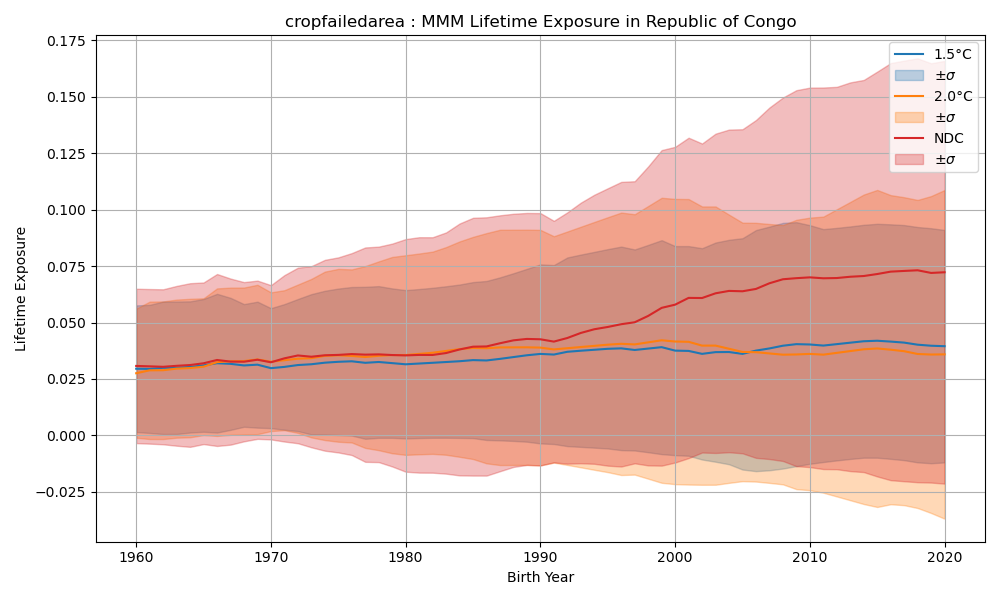 cropfailedarea : MMM Lifetime Exposure in Republic of Congo
0.175
0.150
0.125
0.100
0.075
0.050
0.025
0.000
−0.025
Lifetime Exposure
1960
1970
1980
1990
2000
2010
2020
Birth Year
1.5°C
±σ
2.0°C
±σ
NDC
±σ